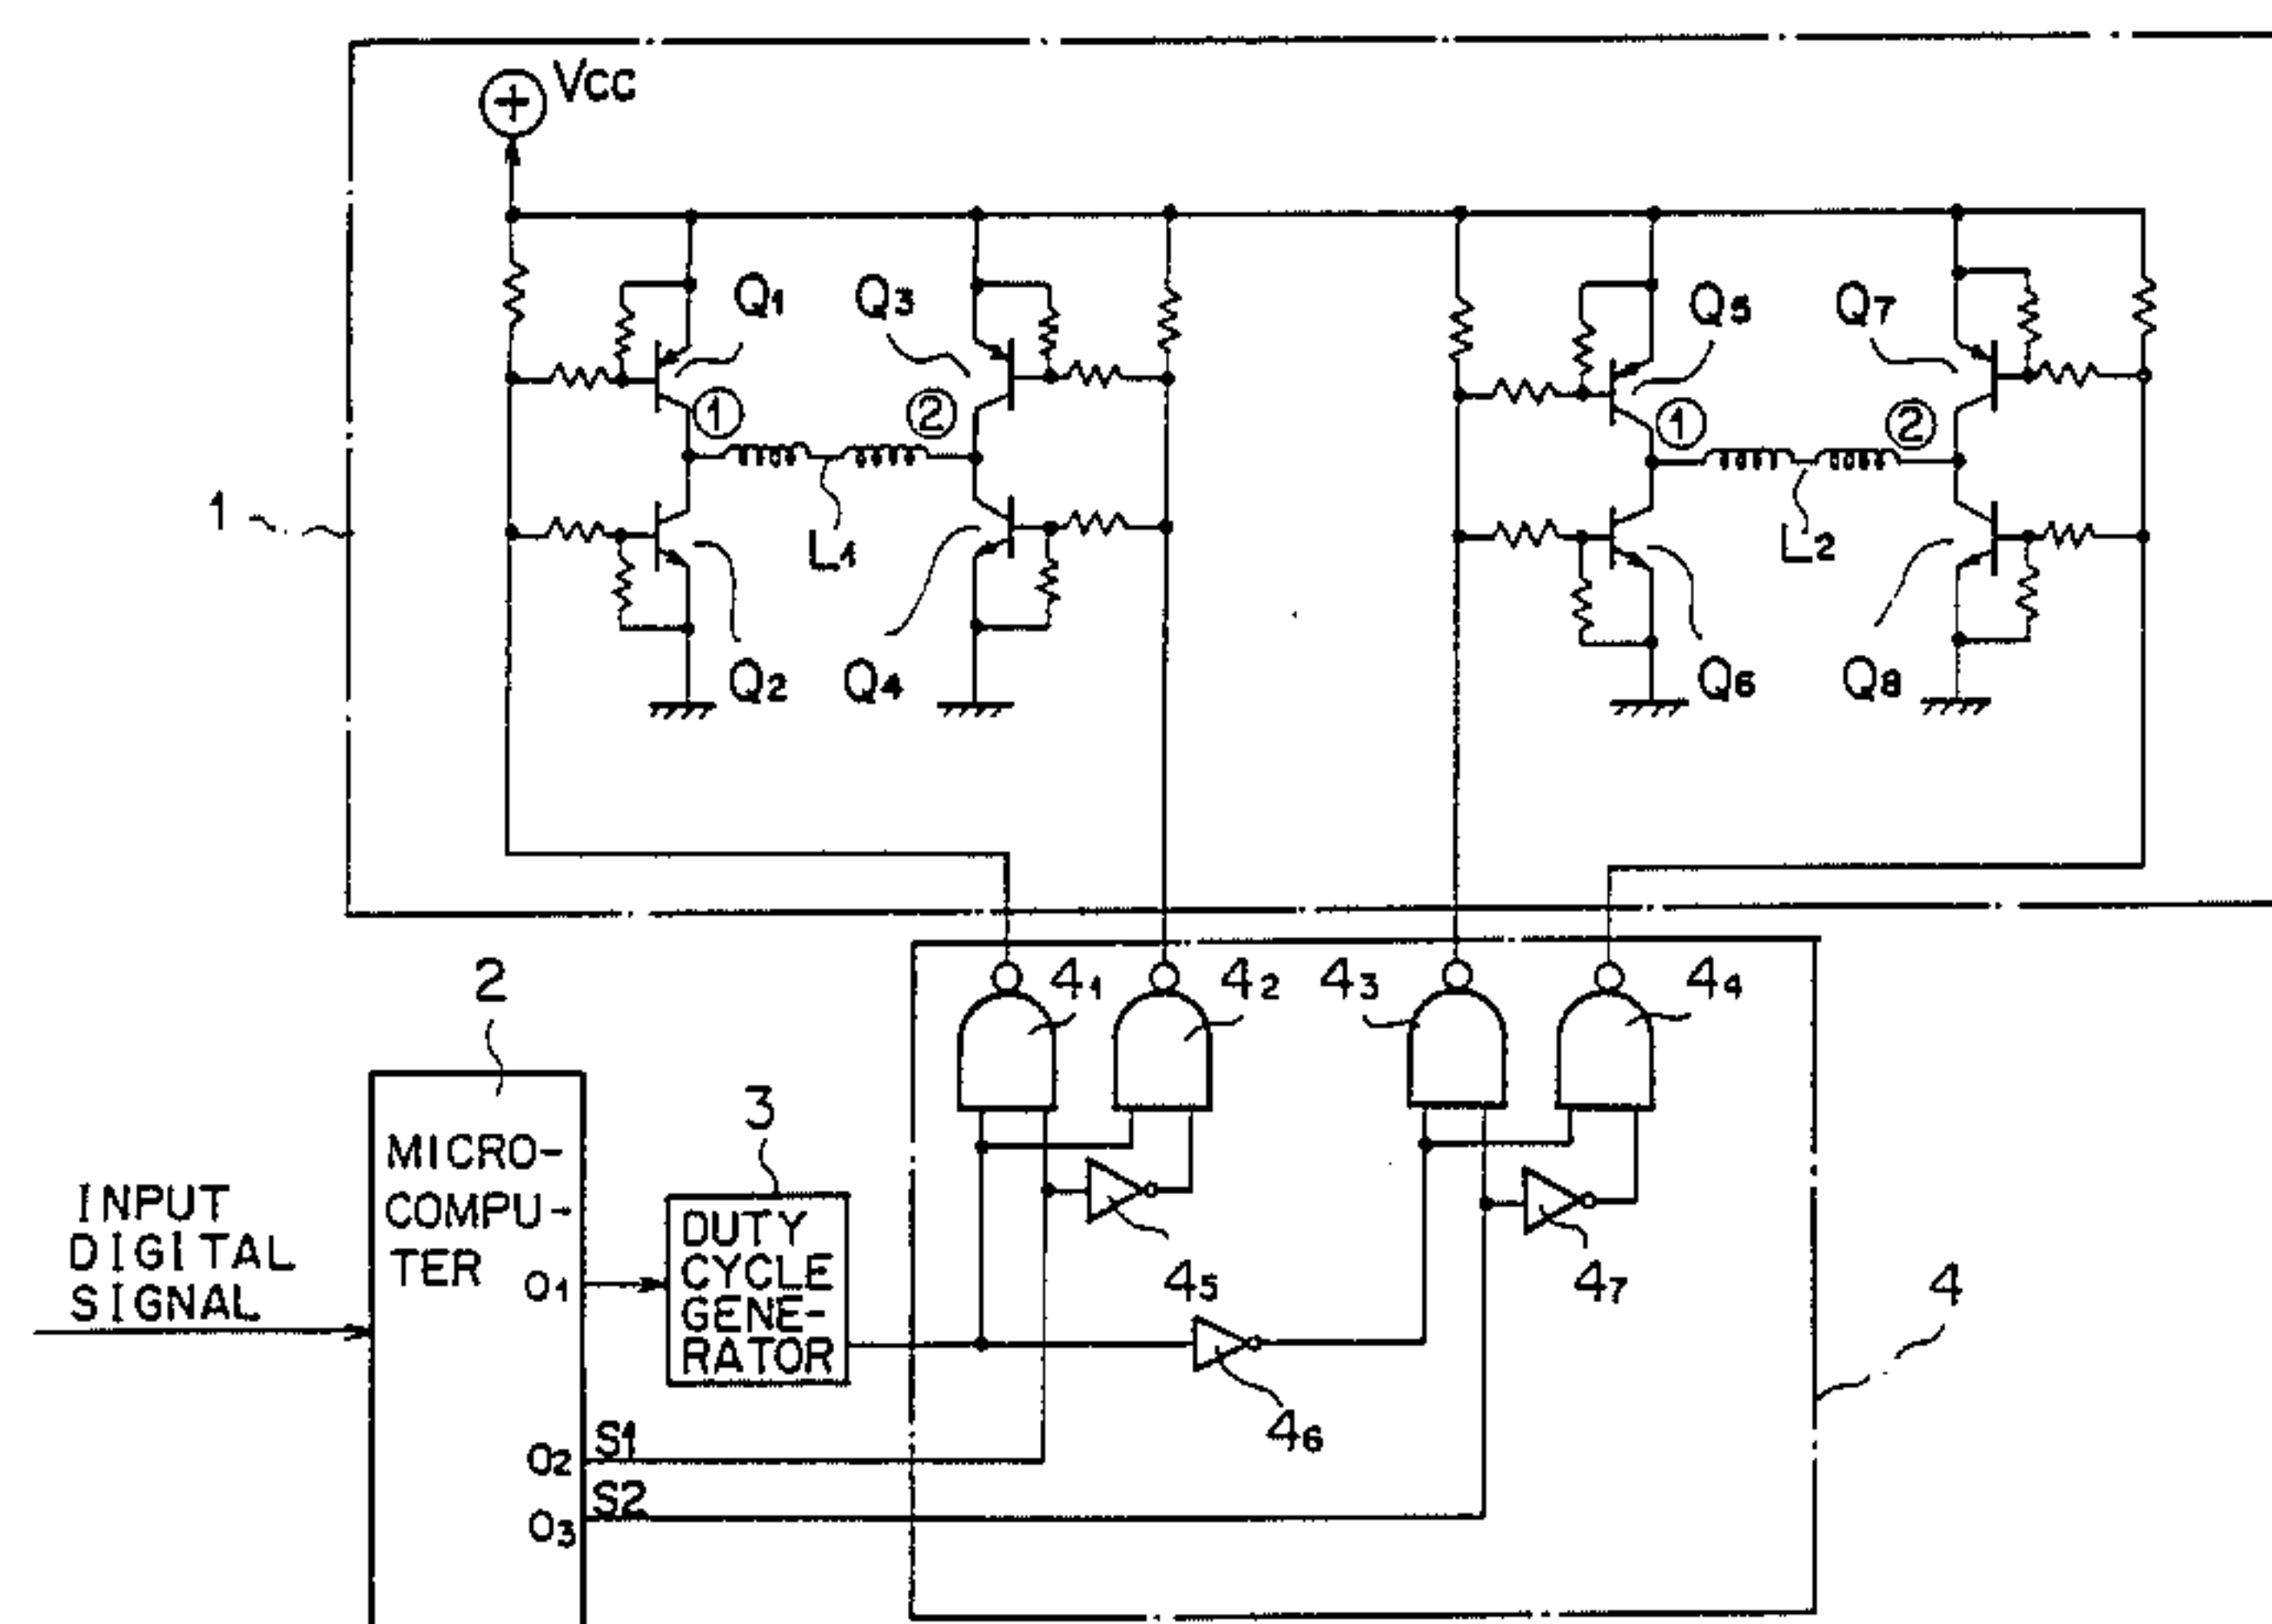 + VCC
Q1
Q3
Q5
Q7
①
②
①
②
1
L1
L2
Q2
Q4
Q6
Q8
2
41
42
43
44
3
MICRO-
COMPU-
TER
INPUT
DIGITAL
SIGNAL
DUTY
CYCLE
GENE-
RATOR
O1
45
47
4
46
O2
S1
O3
S2